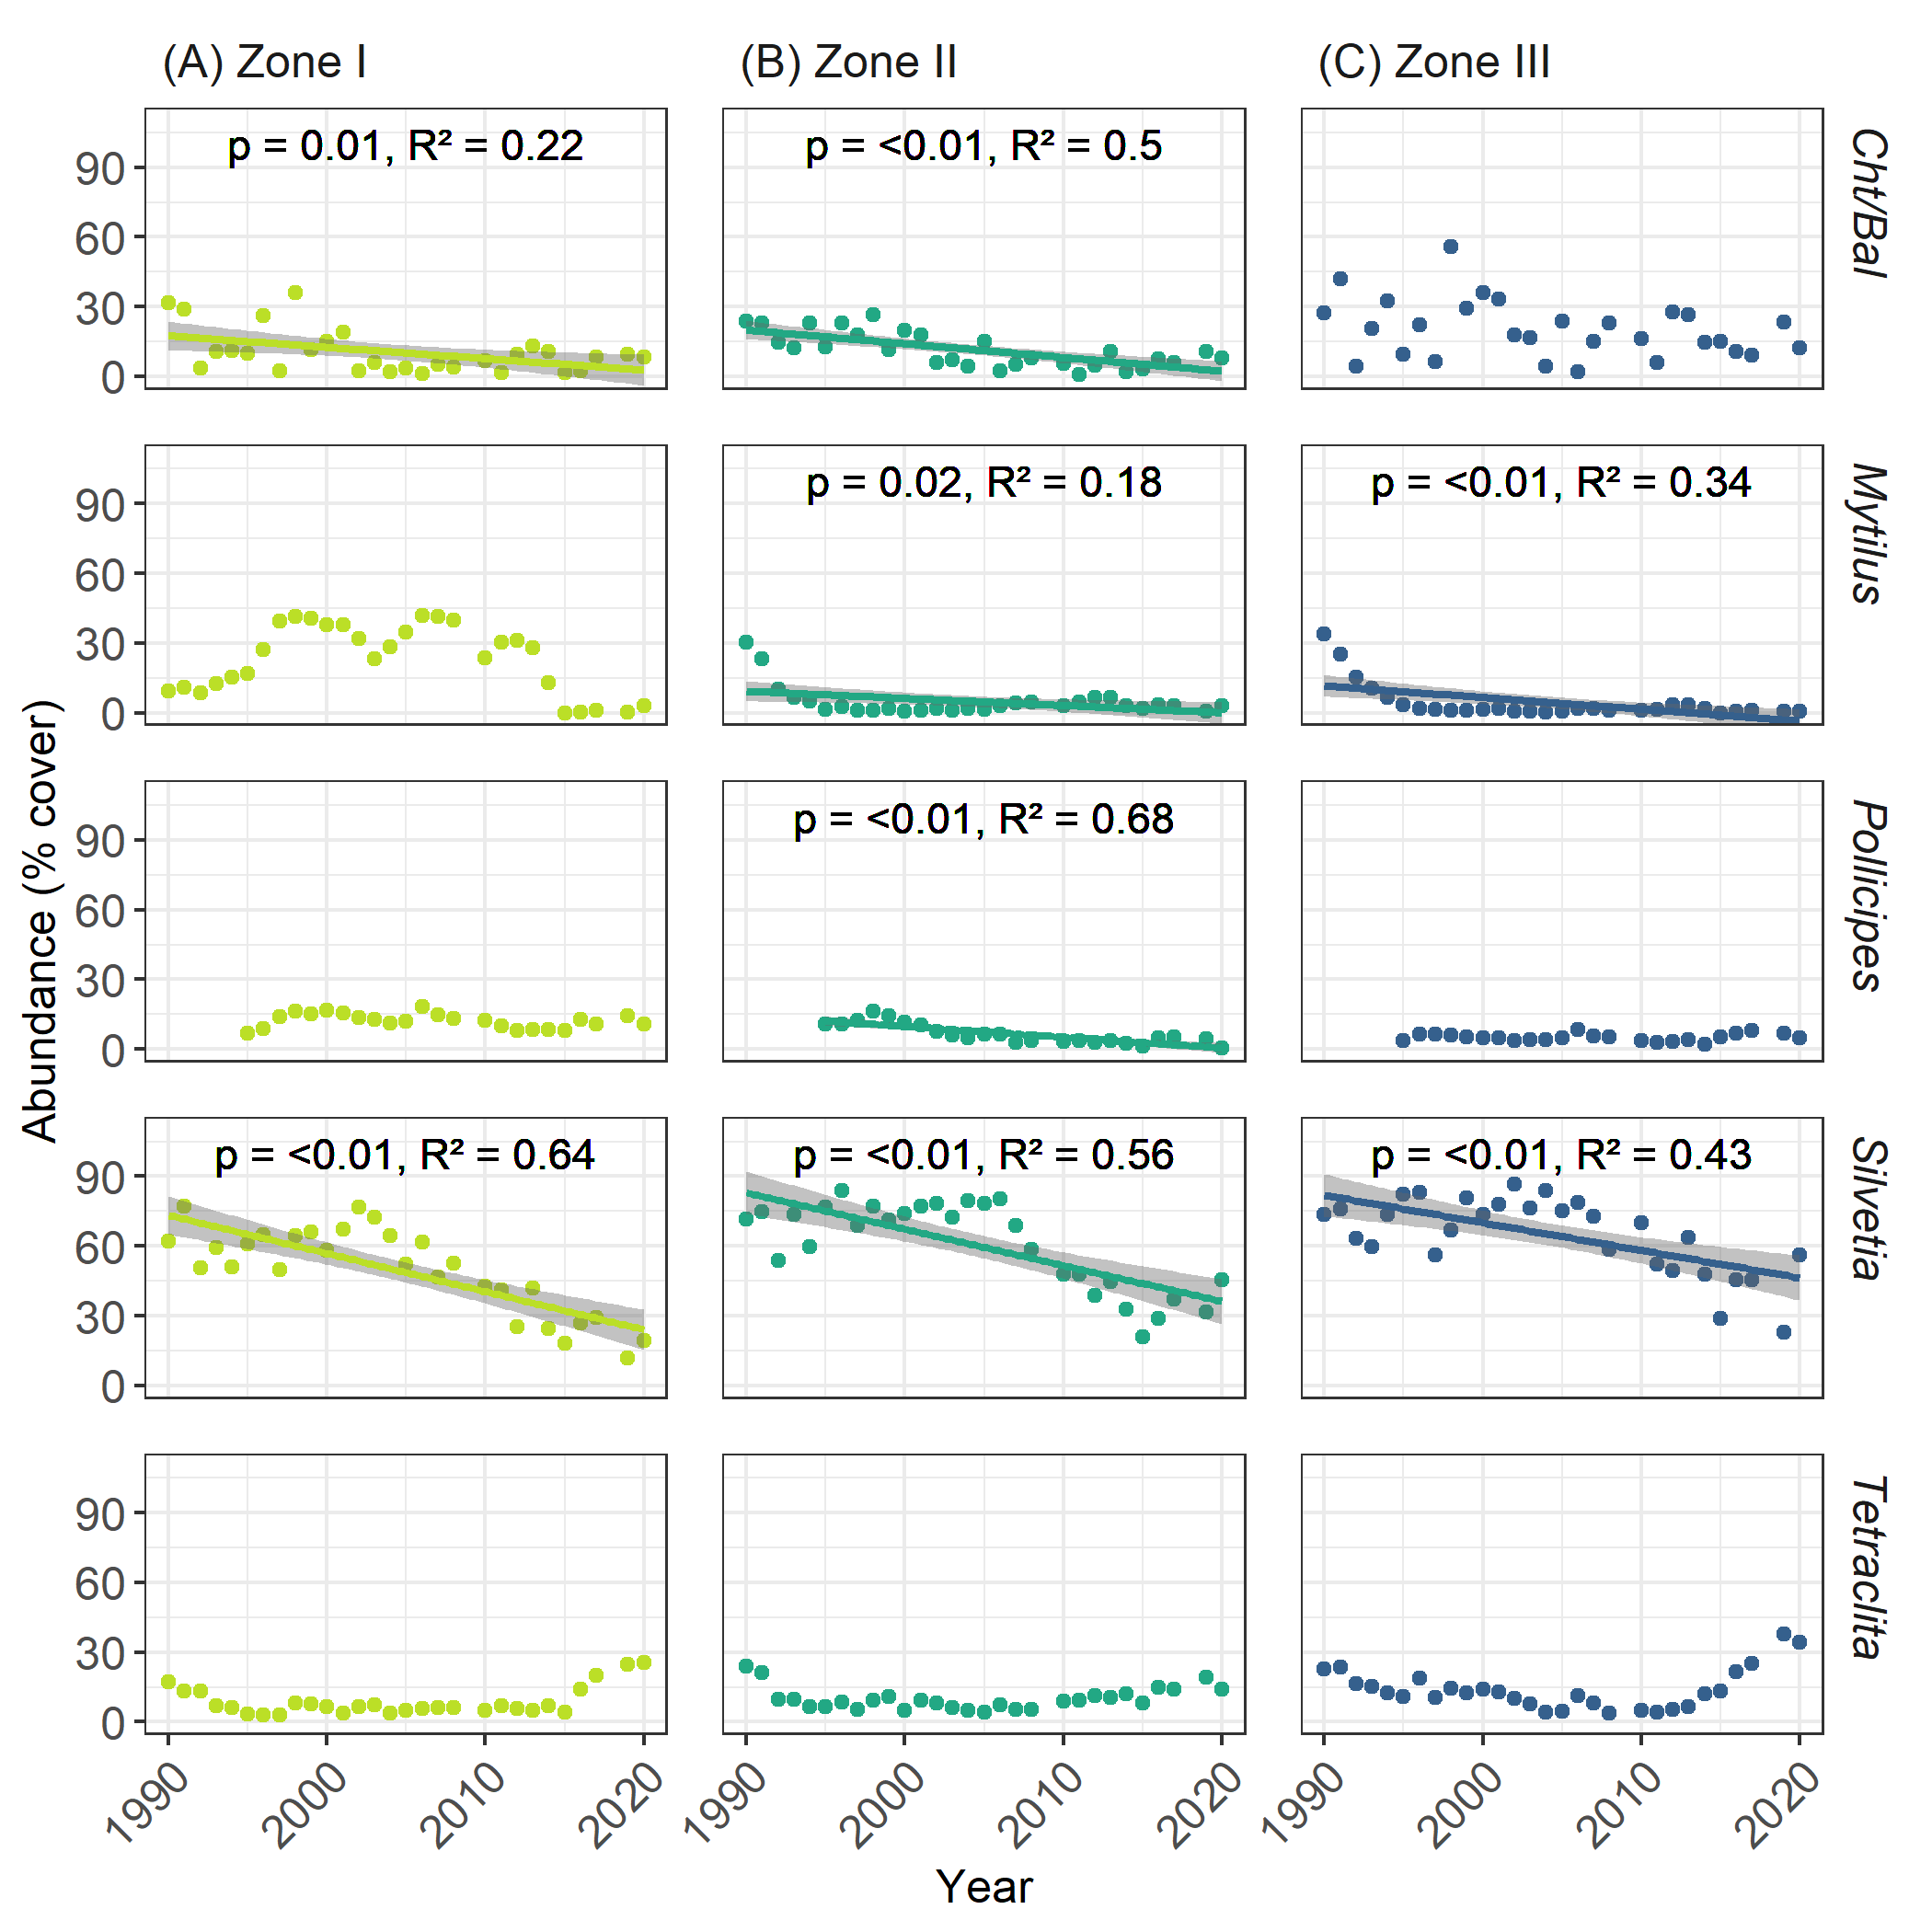 (A) Zone I
(B) Zone II
(C) Zone III
p = 0.01, R² = 0.22
p = <0.01, R² = 0.5
Cht/Bal
90
60
30
0
p = 0.02, R² = 0.18
p = <0.01, R² = 0.34
Mytilus
90
60
30
0
p = <0.01, R² = 0.68
Pollicipes
90
60
30
0
p = <0.01, R² = 0.64
p = <0.01, R² = 0.56
p = <0.01, R² = 0.43
Silvetia
90
60
30
0
Tetraclita
90
60
30
0
Abundance (% cover)
1990 2000 2010 2020
1990 2000 2010 2020
1990 2000 2010 2020
Year